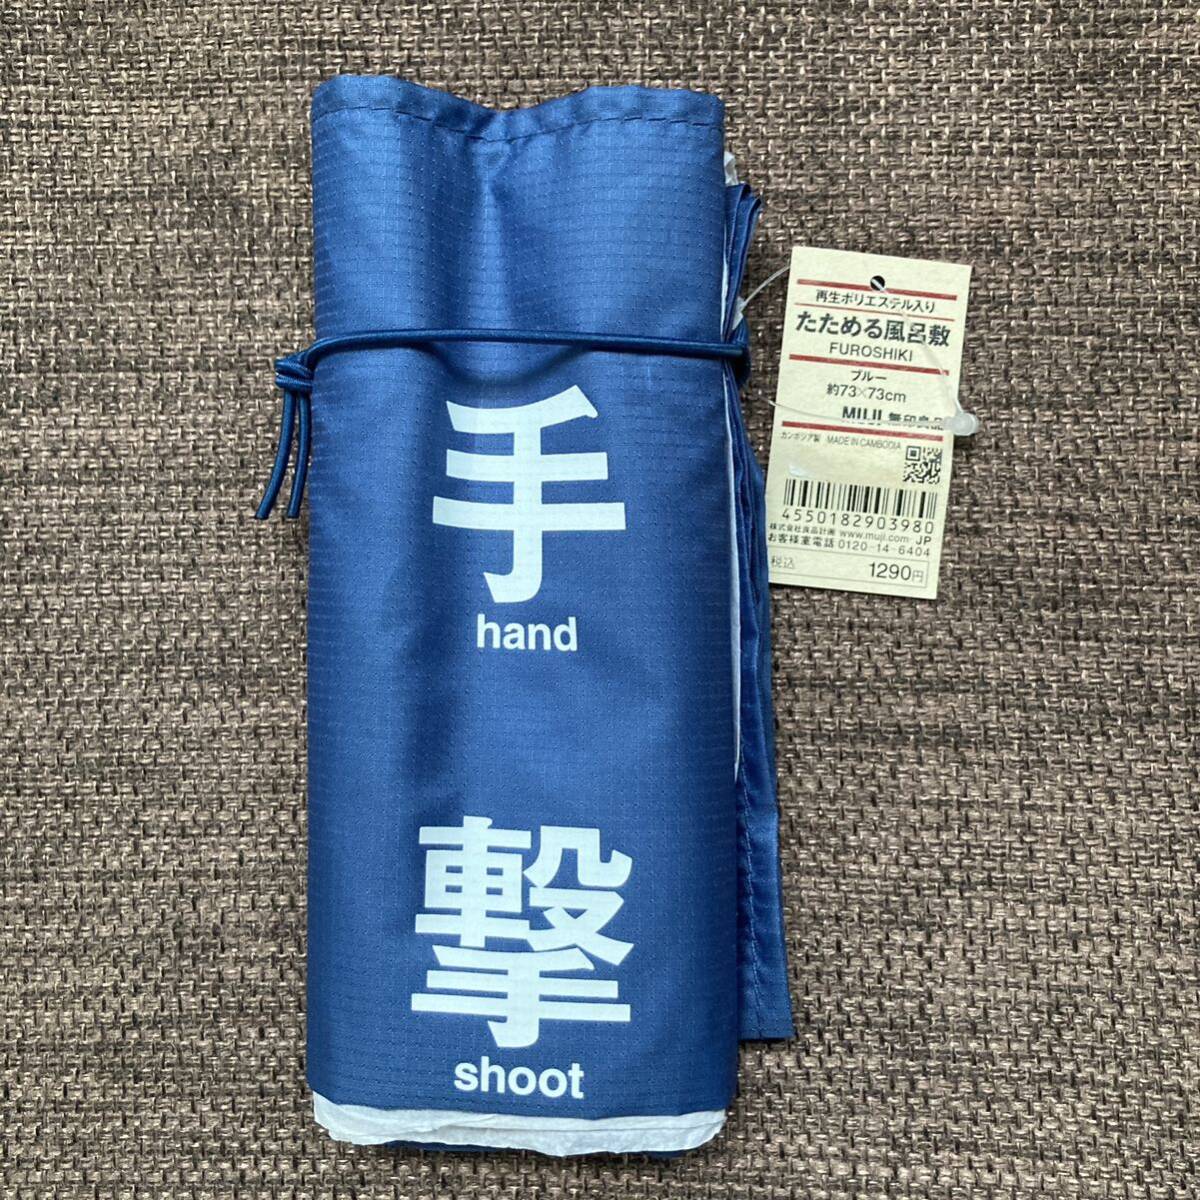 手
hand
撃
shoot
再生ポリエステル入り
たためる風呂敷
FUROSHIKI
ブルー
約73×73cm
MUJI 無印良品
カンボジア製 MADE IN CAMBODIA
4550182903980
株式会社良品計画 www.muji.com JP
お客様室電話 0120-14-6404
税込 1290円